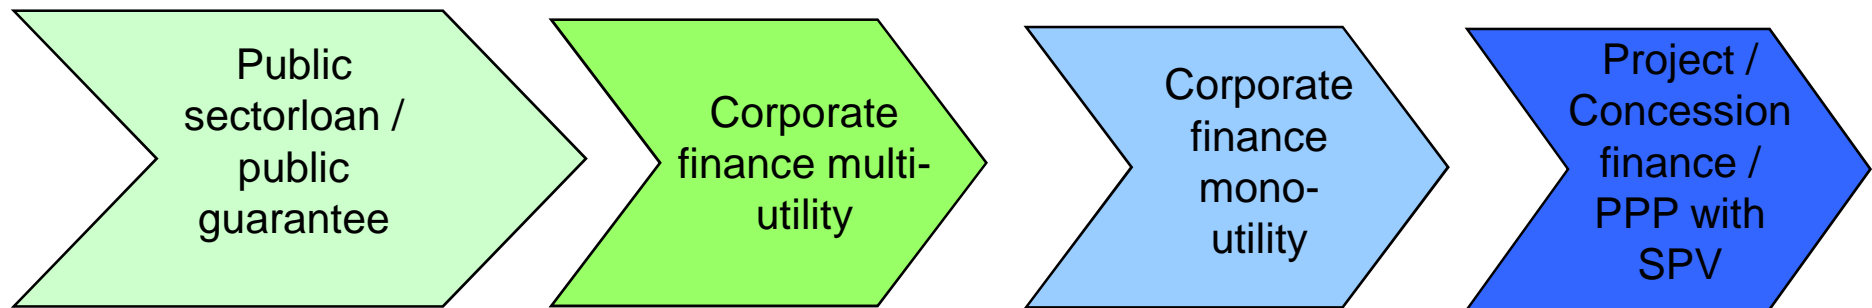 Public
sectorloan /
public
guarantee
Corporate
finance multi-
utility
Corporate
finance
mono-
utility
Project /
Concession
finance /
PPP with
SPV